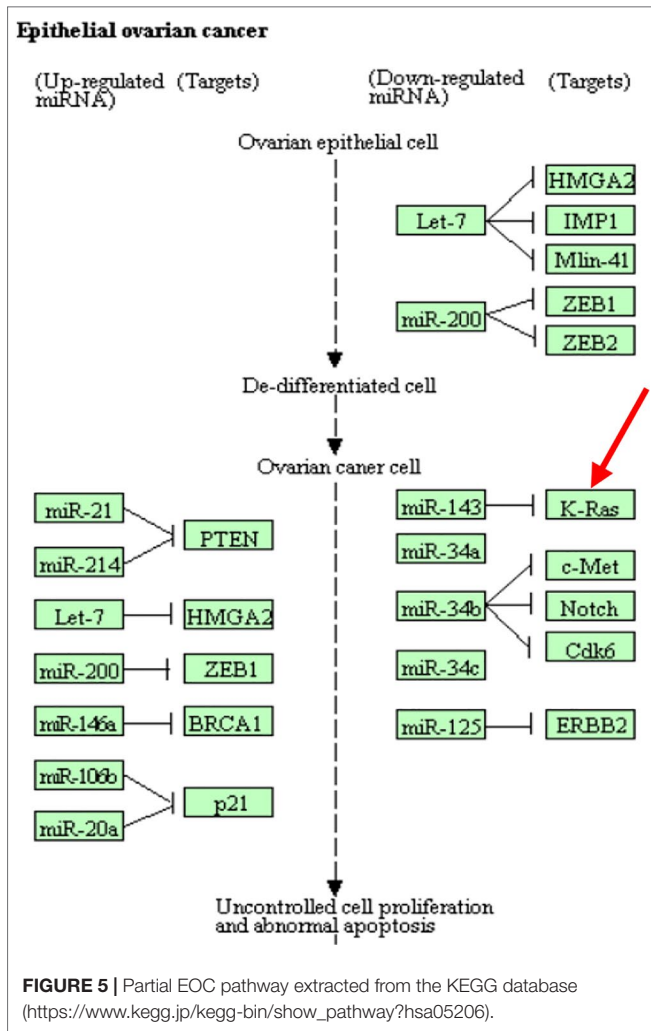 Epithelial ovarian cancer
(Up-regulated (Targets)
miRNA)
(Down-regulated (Targets)
miRNA)
Ovarian epithelial cell
HMGA2
Let-7
IMP1
Mlin-41
miR-200
ZEB1
ZEB2
De-differentiated cell
Ovarian caner cell
miR-21
miR-214
PTEN
Let-7
HMGA2
miR-200
ZEB1
miR-146a
BRCA1
miR-106b
miR-20a
p21
miR-143
K-Ras
miR-34a
miR-34b
miR-34c
c-Met
Notch
Cdk6
miR-125
ERBB2
Uncontrolled cell proliferation
and abnormal apoptosis
FIGURE 5 | Partial EOC pathway extracted from the KEGG database
(https://www.kegg.jp/kegg-bin/show_pathway?hsa05206).